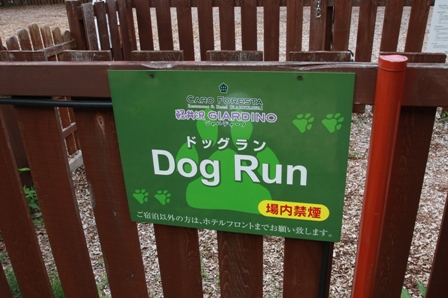 CARO FORESTA
軽井沢 GIARDINO
ドッグラン
Dog Run
場内禁煙
ご宿泊以外の方は、ホテルフロントまでお願い致します。